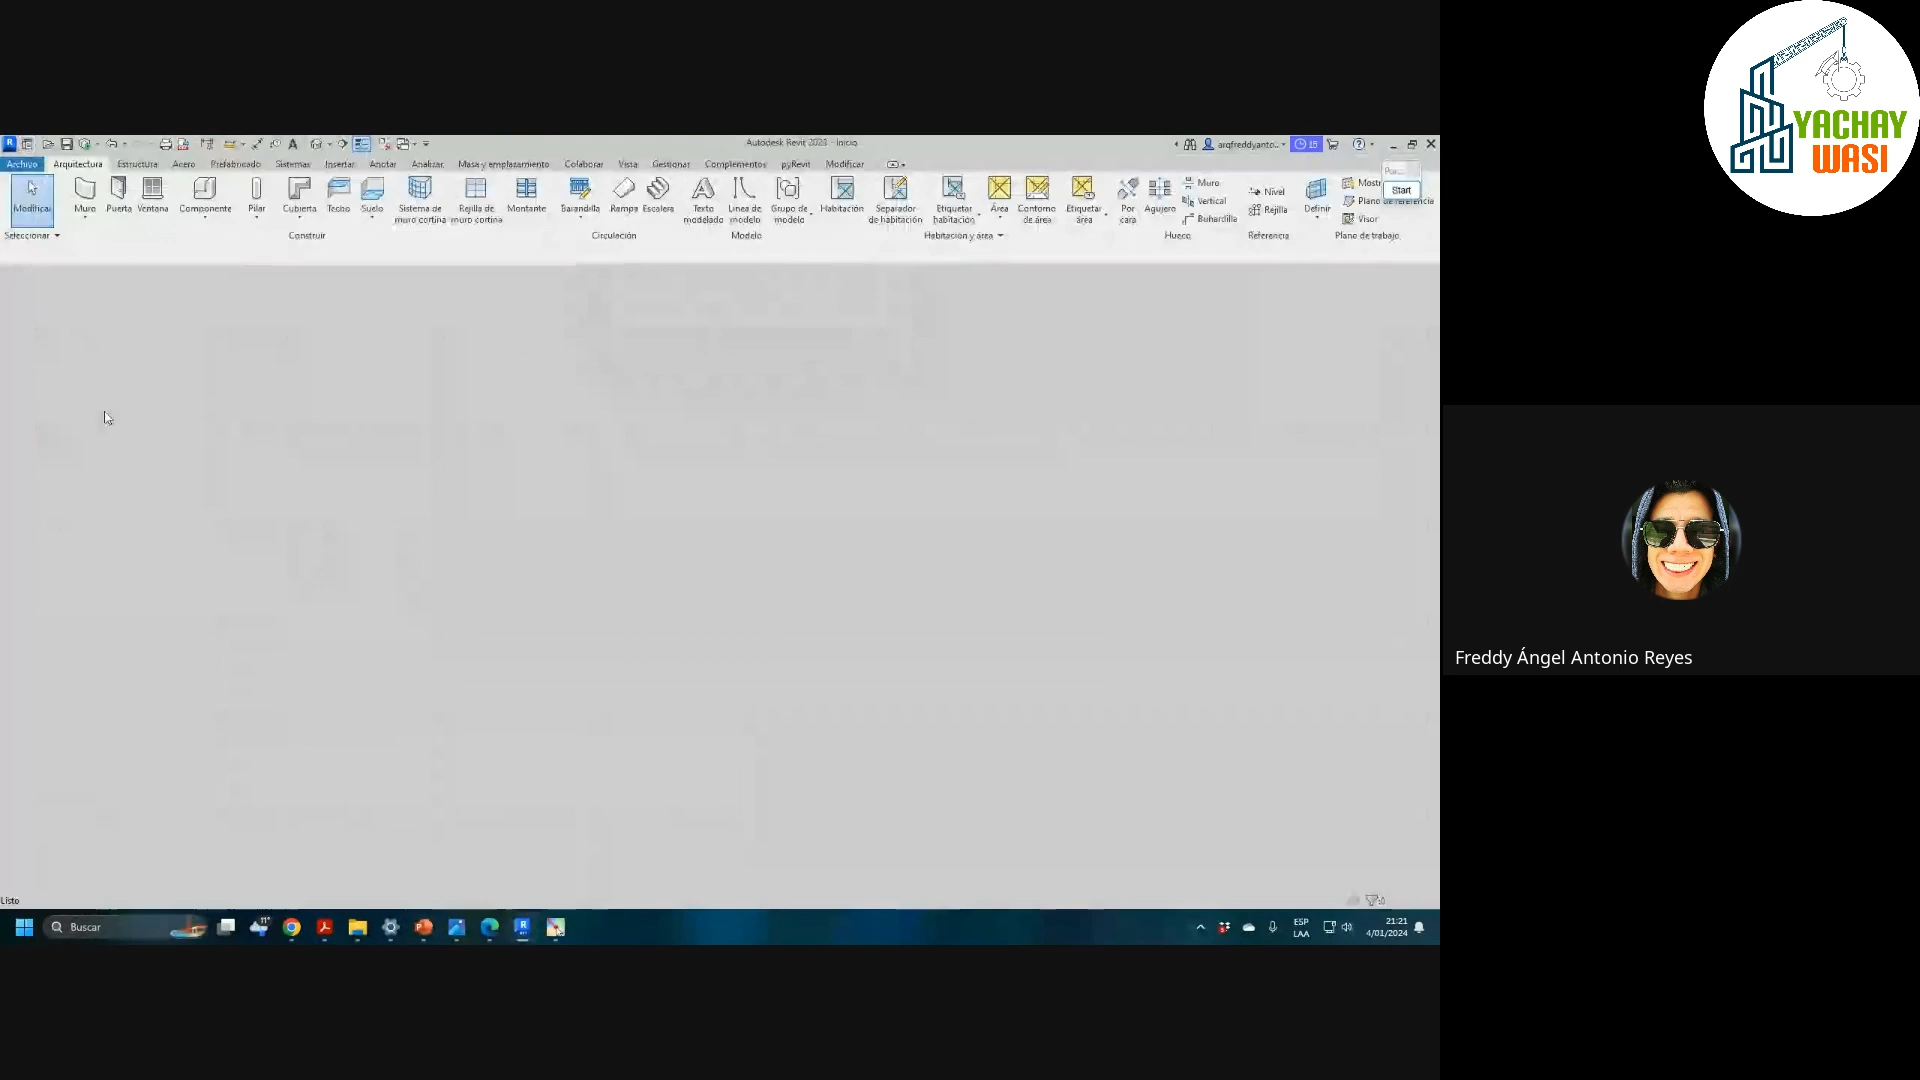 YACHAY
WASI
Autodesk Revit 2023 - Inicio
arqfreddyanto...
15
Archivo
Arquitectura
Estructura
Acero
Prefabricado
Sistemas
Insertar
Anotar
Analizar
Masa y emplazamiento
Colaborar
Vista
Gestionar
Complementos
pyRevit
Modificar
Start
Modificar
Muro
Puerta
Ventana
Componente
Pilar
Cubierta
Techo
Suelo
Sistema de
muro cortina
Rejilla de
muro cortina
Montante
Barandilla
Rampa
Escalera
Texto
modelado
Línea de
modelo
Grupo de
modelo
Habitación
Separador
de habitación
Etiquetar
habitación
Área
Contorno
de área
Etiquetar
área
Por
cara
Agujero
Muro
Vertical
Buhardilla
Nivel
Rejilla
Definir
Plano de referencia
Visor
Seleccionar
Construir
Circulación
Modelo
Habitación y área
Hueco
Referencia
Plano de trabajo
Freddy Ángel Antonio Reyes
Listo
Buscar
11°
ESP
LAA
21:21
4/01/2024